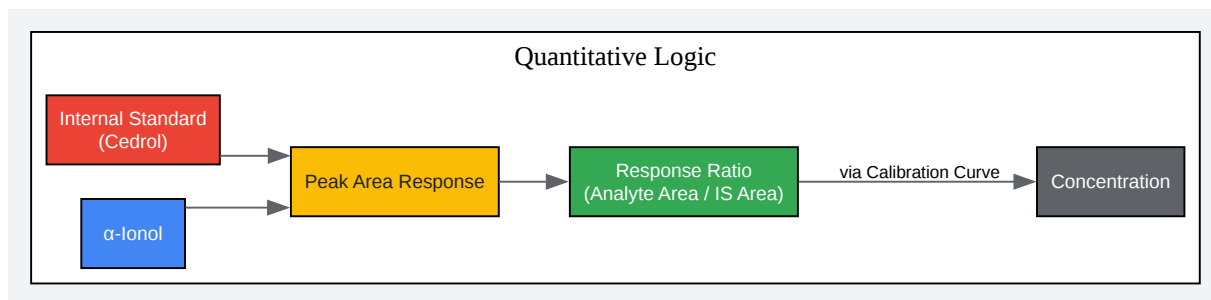 Quantitative Logic
Internal Standard
(Cedrol)
α-Ionol
Peak Area Response
Response Ratio
(Analyte Area / IS Area)
via Calibration Curve
Concentration